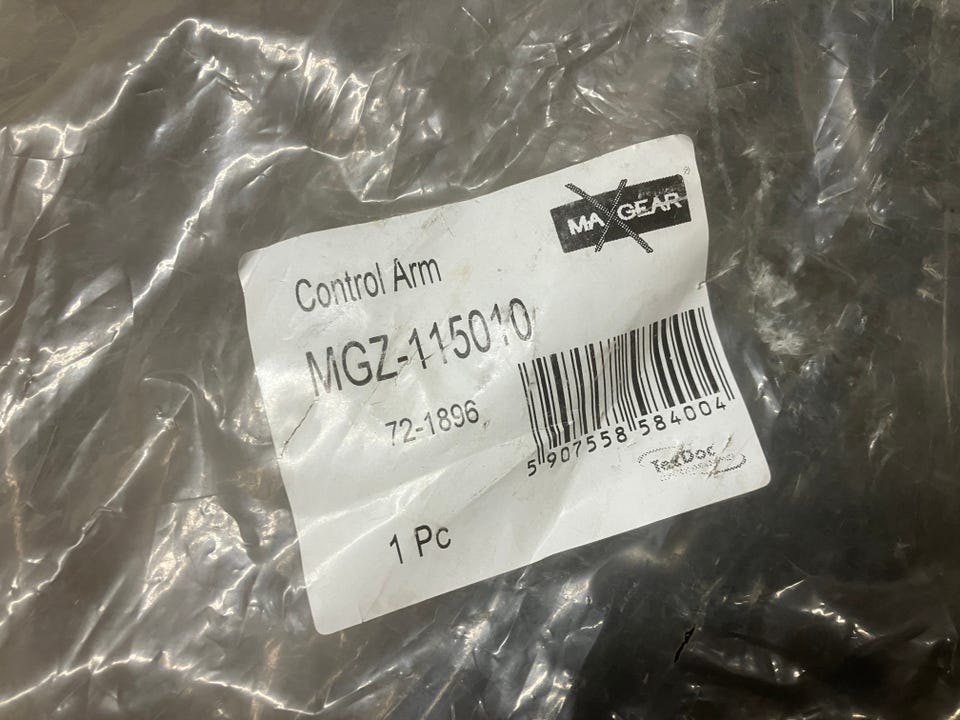 MAXGEAR
®
Control Arm
MGZ-115010
72-1896
5 907558 584004
TecDoc
1 Pc